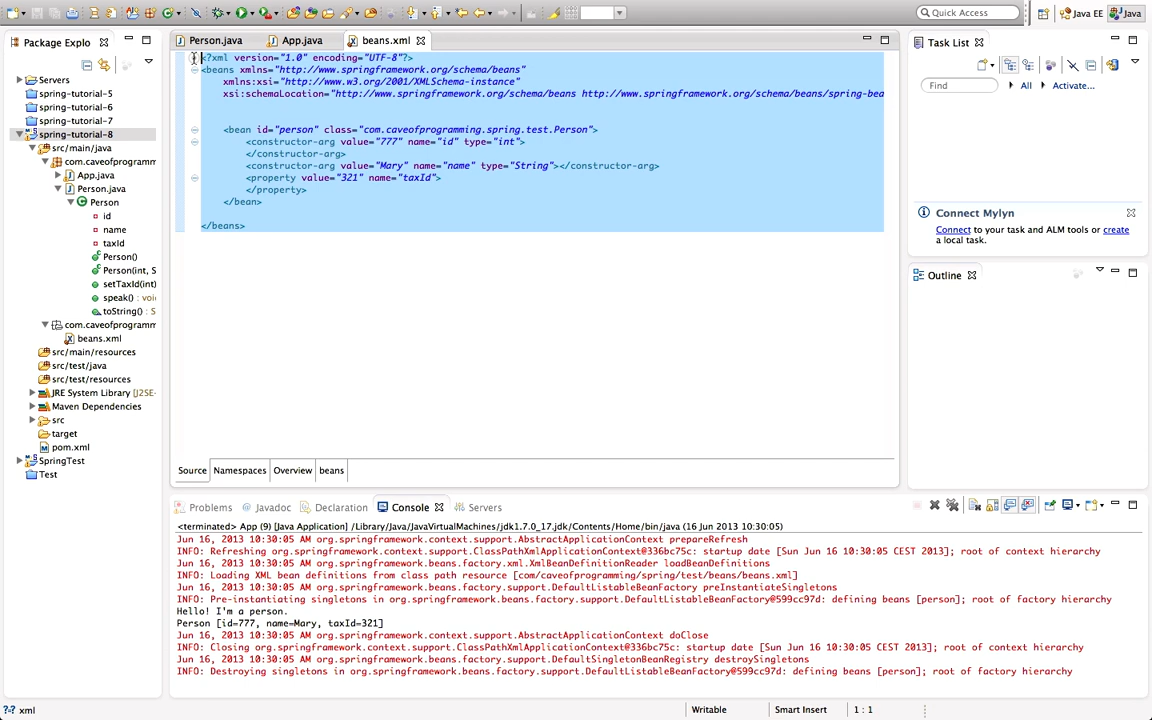 Quick Access
Java EE
Java
Package Explo
Person.java
App.java
beans.xml
Task List
Servers
spring-tutorial-5
spring-tutorial-6
spring-tutorial-7
spring-tutorial-8
src/main/java
com.caveofprogramm
App.java
Person.java
Person
id
name
taxId
Person()
Person(int, S
setTaxId(int)
speak() : voi
toString() : S
com.caveofprogramm
beans.xml
src/main/resources
src/test/java
src/test/resources
JRE System Library [J2SE-
Maven Dependencies
src
target
pom.xml
SpringTest
Test
<?xml version="1.0" encoding="UTF-8"?>
<beans xmlns="http://www.springframework.org/schema/beans"
xmlns:xsi="http://www.w3.org/2001/XMLSchema-instance"
xsi:schemaLocation="http://www.springframework.org/schema/beans http://www.springframework.org/schema/beans/spring-bea
<bean id="person" class="com.caveofprogramming.spring.test.Person">
<constructor-arg value="777" name="id" type="int">
</constructor-arg>
<constructor-arg value="Mary" name="name" type="String"></constructor-arg>
<property value="321" name="taxId">
</property>
</bean>
</beans>
Source
Namespaces
Overview
beans
Find
All
Activate...
Connect Mylyn
Connect to your task and ALM tools or create
a local task.
Outline
Problems
Javadoc
Declaration
Console
Servers
<terminated> App (9) [Java Application] /Library/Java/JavaVirtualMachines/jdk1.7.0_17.jdk/Contents/Home/bin/java (16 Jun 2013 10:30:05)
Jun 16, 2013 10:30:05 AM org.springframework.context.support.AbstractApplicationContext prepareRefresh
INFO: Refreshing org.springframework.context.support.ClassPathXmlApplicationContext@336bc75c: startup date [Sun Jun 16 10:30:05 CEST 2013]; root of context hierarchy
Jun 16, 2013 10:30:05 AM org.springframework.beans.factory.xml.XmlBeanDefinitionReader loadBeanDefinitions
INFO: Loading XML bean definitions from class path resource [com/caveofprogramming/spring/test/beans/beans.xml]
Jun 16, 2013 10:30:05 AM org.springframework.beans.factory.support.DefaultListableBeanFactory preInstantiateSingletons
INFO: Pre-instantiating singletons in org.springframework.beans.factory.support.DefaultListableBeanFactory@599cc97d: defining beans [person]; root of factory hierarchy
Hello! I'm a person.
Person [id=777, name=Mary, taxId=321]
Jun 16, 2013 10:30:05 AM org.springframework.context.support.AbstractApplicationContext doClose
INFO: Closing org.springframework.context.support.ClassPathXmlApplicationContext@336bc75c: startup date [Sun Jun 16 10:30:05 CEST 2013]; root of context hierarchy
Jun 16, 2013 10:30:05 AM org.springframework.beans.factory.support.DefaultSingletonBeanRegistry destroySingletons
INFO: Destroying singletons in org.springframework.beans.factory.support.DefaultListableBeanFactory@599cc97d: defining beans [person]; root of factory hierarchy
xml
Writable
Smart Insert
1 : 1